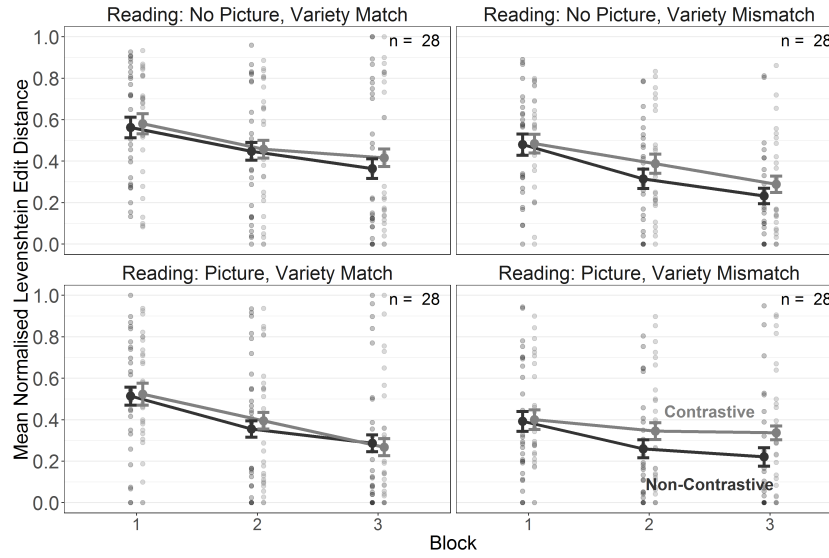 Reading: No Picture, Variety Match
Reading: No Picture, Variety Mismatch
Mean Normalised Levenshtein Edit Distance
1.0
0.8
0.6
0.4
0.2
0.0
n = 28
n = 28
Reading: Picture, Variety Match
Reading: Picture, Variety Mismatch
1.0
0.8
0.6
0.4
0.2
0.0
n = 28
n = 28
Contrastive
Non-Contrastive
1 2 3
1 2 3
Block